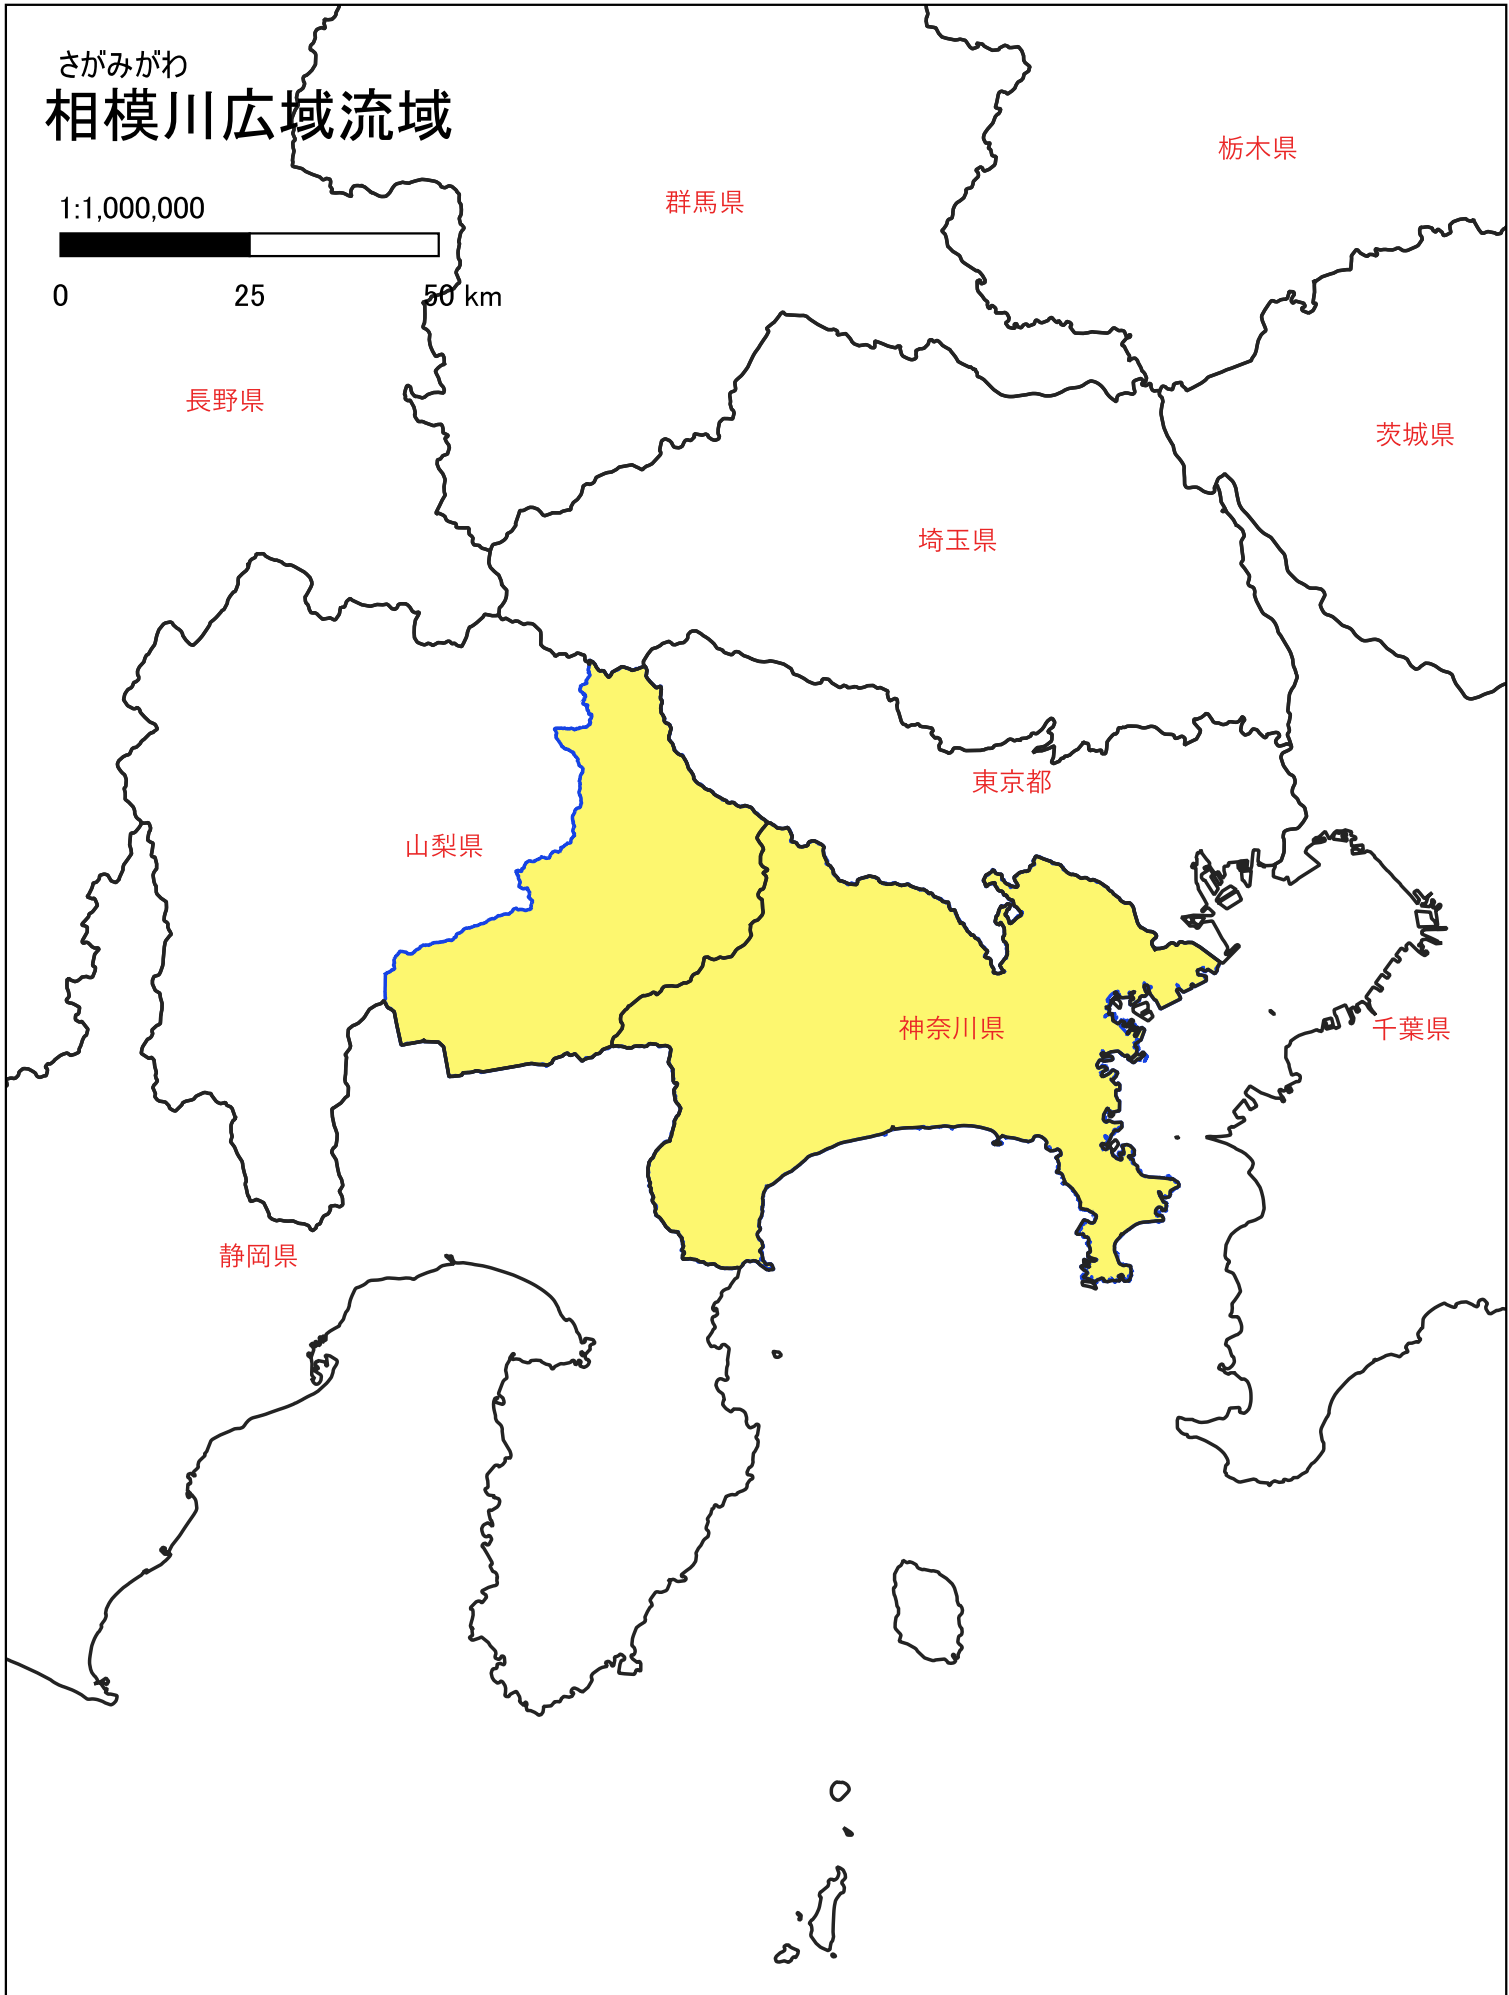 さがみがわ
相模川広域流域
1:1,000,000
0 25 50 km
栃木県
群馬県
長野県
茨城県
埼玉県
東京都
山梨県
神奈川県
千葉県
静岡県